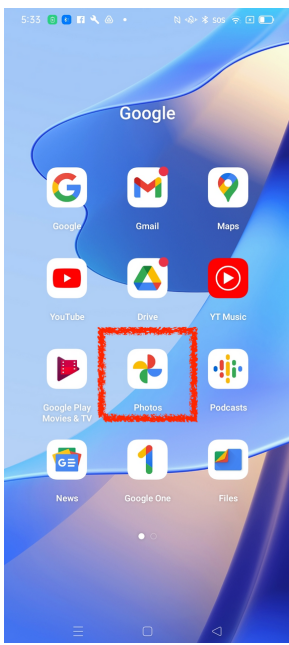 5:33
SOS
Google
Google
Gmail
Maps
YouTube
Drive
YT Music
Google Play
Movies & TV
Photos
Podcasts
News
Google One
Files